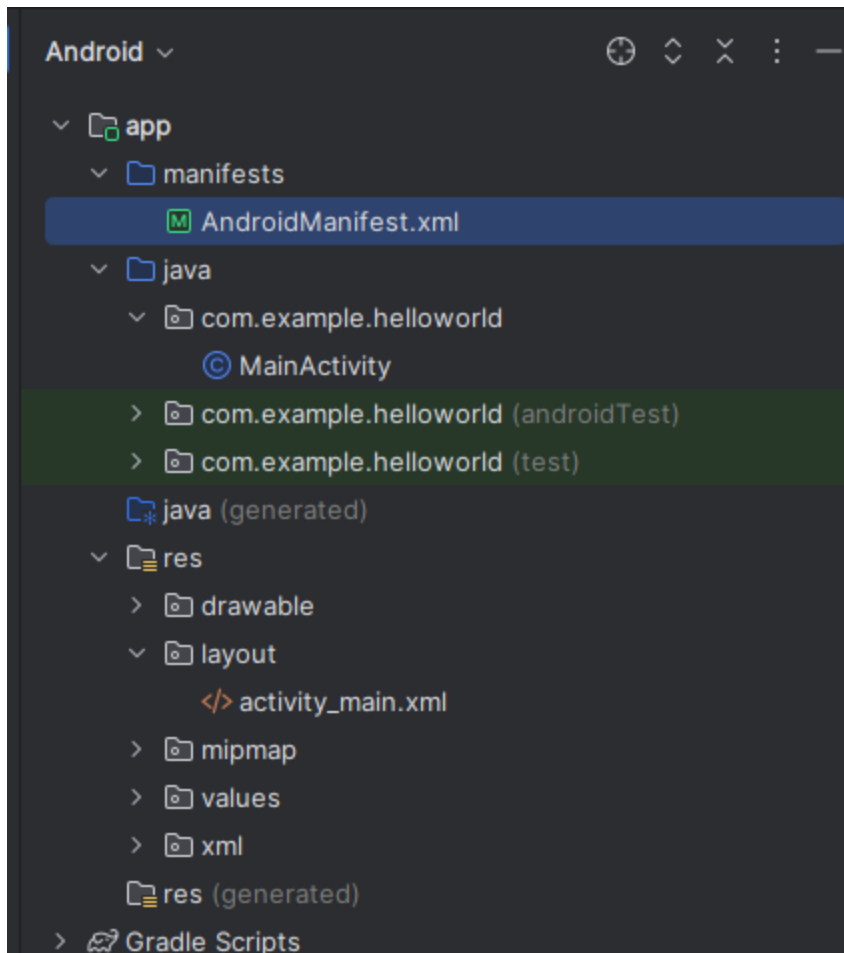 Android
app
manifests
AndroidManifest.xml
java
com.example.helloworld
MainActivity
com.example.helloworld (androidTest)
com.example.helloworld (test)
java (generated)
res
drawable
layout
activity_main.xml
mipmap
values
xml
res (generated)
Gradle Scripts